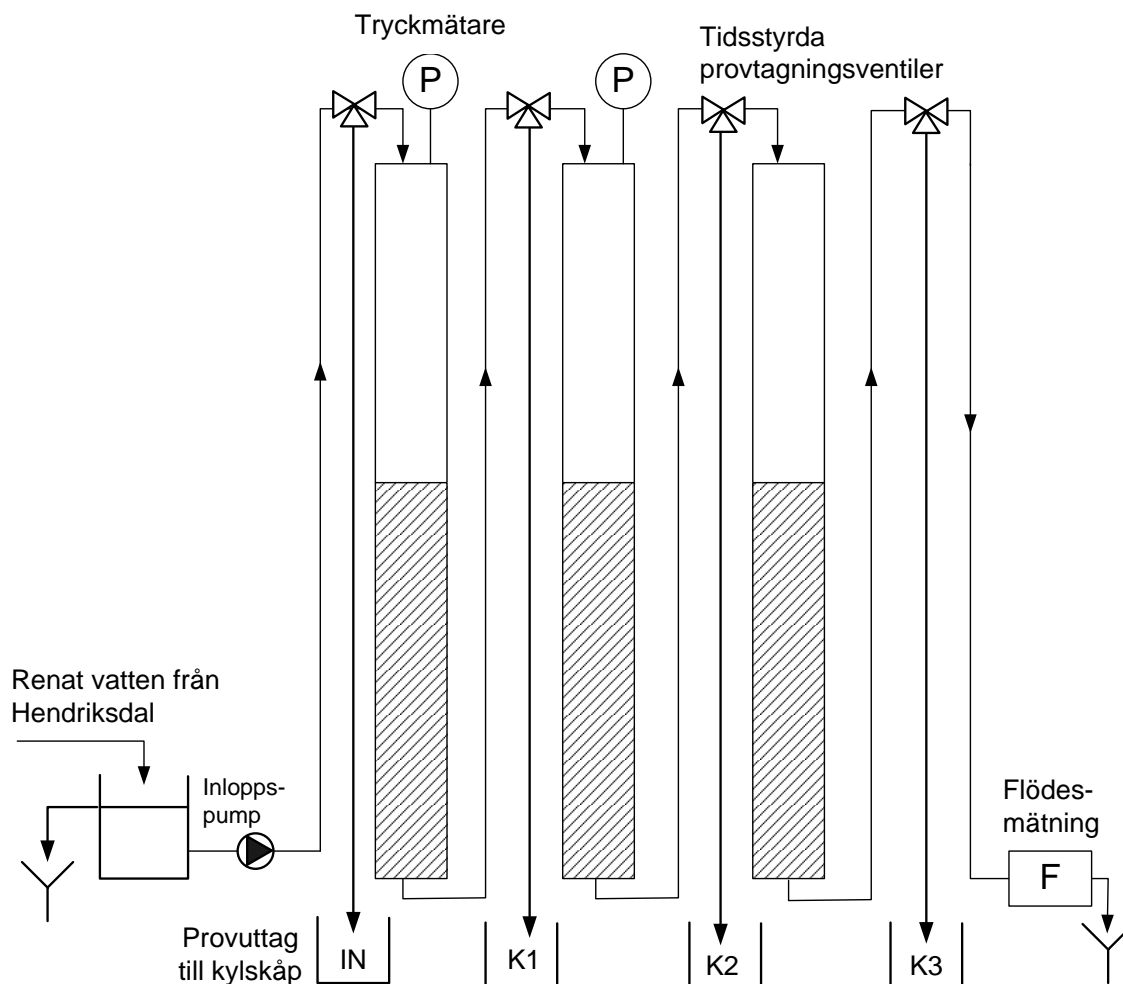 Tryckmätare
P
P
Tidsstyrda
provtagningsventiler
Renat vatten från
Hendriksdal
Inlopps-
pump
Flödes-
mätning
F
Provuttag
till kylskåp
IN
K1
K2
K3